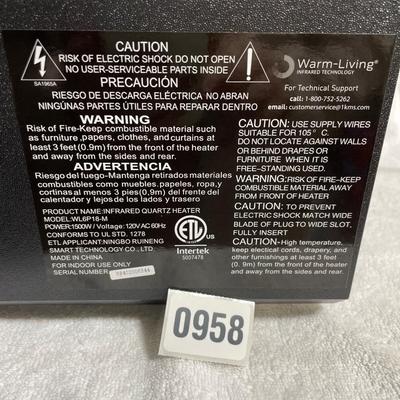 CAUTION
RISK OF ELECTRIC SHOCK DO NOT OPEN
NO USER-SERVICEABLE PARTS INSIDE
PRECAUCIÓN
RIESGO DE DESCARGA ELÉCTRICA NO ABRAN
NINGÚNAS PARTES ÚTILES PARA REPARAR DENTRO
SA1965A
WARNING
Risk of Fire-Keep combustible material such
as furniture, papers, clothes, and curtains at
least 3 feet(0.9m) from the front of the heater
and away from the sides and rear.
ADVERTENCIA
Riesgo del fuego-Mantenga retirados materiales
combustibles como muebles, papeles, ropa,y
cortinas al menos 3 pies(0.9m) del frente del
calentador y lejos de los lados y trasero
PRODUCT NAME:INFRARED QUARTZ HEATER
MODEL:WL6P18-M
POWER:1500W / Voltage:120V AC 60Hz
CONFORMS TO UL STD. 1278
ETL APPLICANT:NINGBO RUINENG
SMART TECHNOLOGY CO.,LTD
MADE IN CHINA
FOR INDOOR USE ONLY
SERIAL NUMBER:
Warm-Living®
INFRARED TECHNOLOGY
For Technical Support
call: 1-800-752-5262
email: customerservice@1kms.com
CAUTION: USE SUPPLY WIRES
SUITABLE FOR 105° C.
DO NOT LOCATE AGAINST WALLS
OR BEHIND DRAPES OR
FURNITURE WHEN IT IS
FREE-STANDING USED.
WARNING:RISK OF FIRE-KEEP
COMBUSTIBLE MATERIAL AWAY
FROM FRONT OF HEATER
CAUTION: TO PREVENT
ELECTRIC SHOCK MATCH WIDE
BLADE OF PLUG TO WIDE SLOT,
FULLY INSERT
CAUTION-High temperature,
keep electrical cords, drapery, and
other furnishings at least 3 feet
(0.9m) from the front of the heater
and away from the sides and rear.
ETL
LISTED
C
US
Intertek
5007478
0958